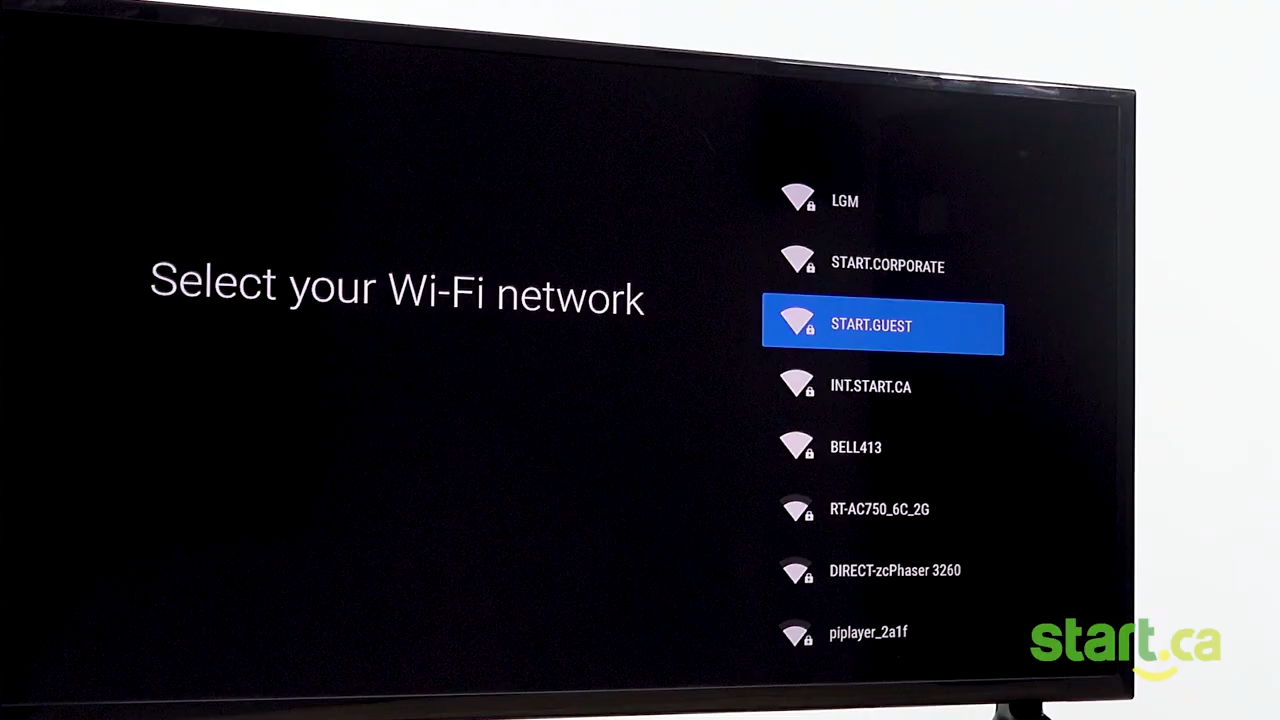 Select your Wi-Fi network
LGM
START.CORPORATE
START.GUEST
INT.START.CA
BELL413
RT-AC750_6C_2G
DIRECT-zcPhaser 3260
piplayer_2a1f
start.ca